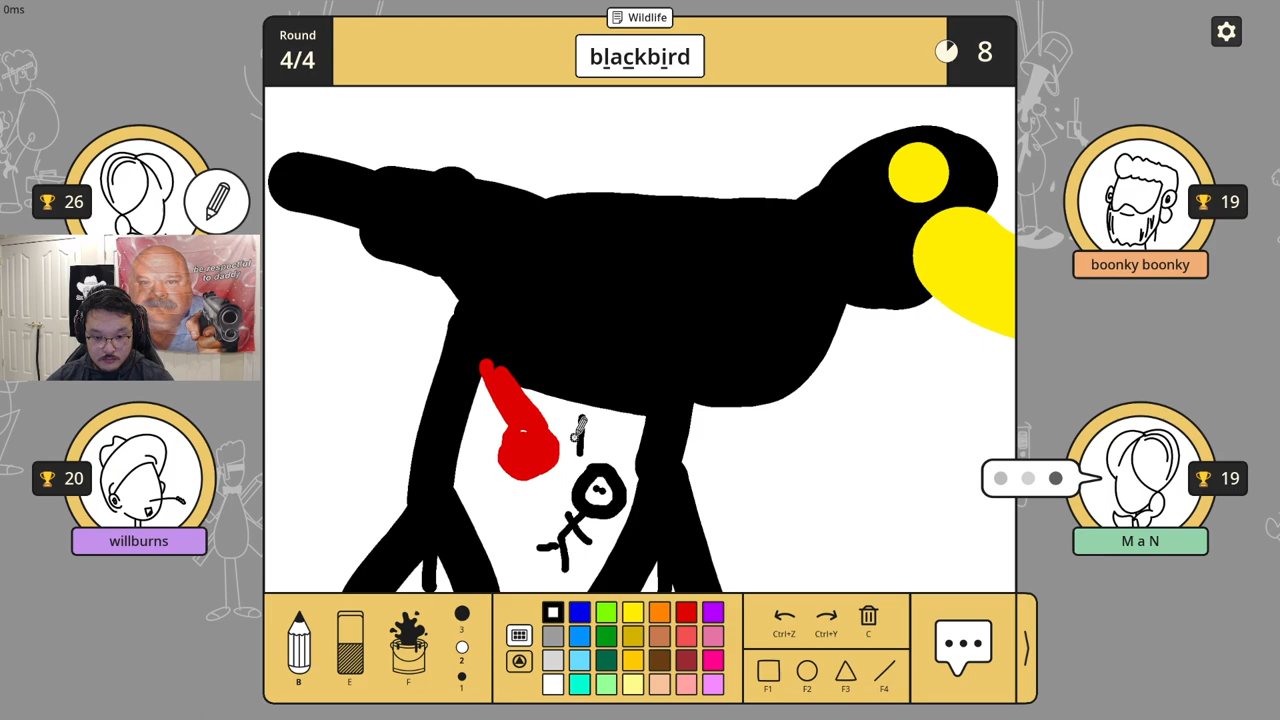 0ms
Wildlife
Round
4/4
blackbird
8
26
19
be respectful
to daddy
boonky boonky
20
19
willburns
M a N
B
E
F
3
2
1
Ctrl+Z
Ctrl+Y
C
F1
F2
F3
F4